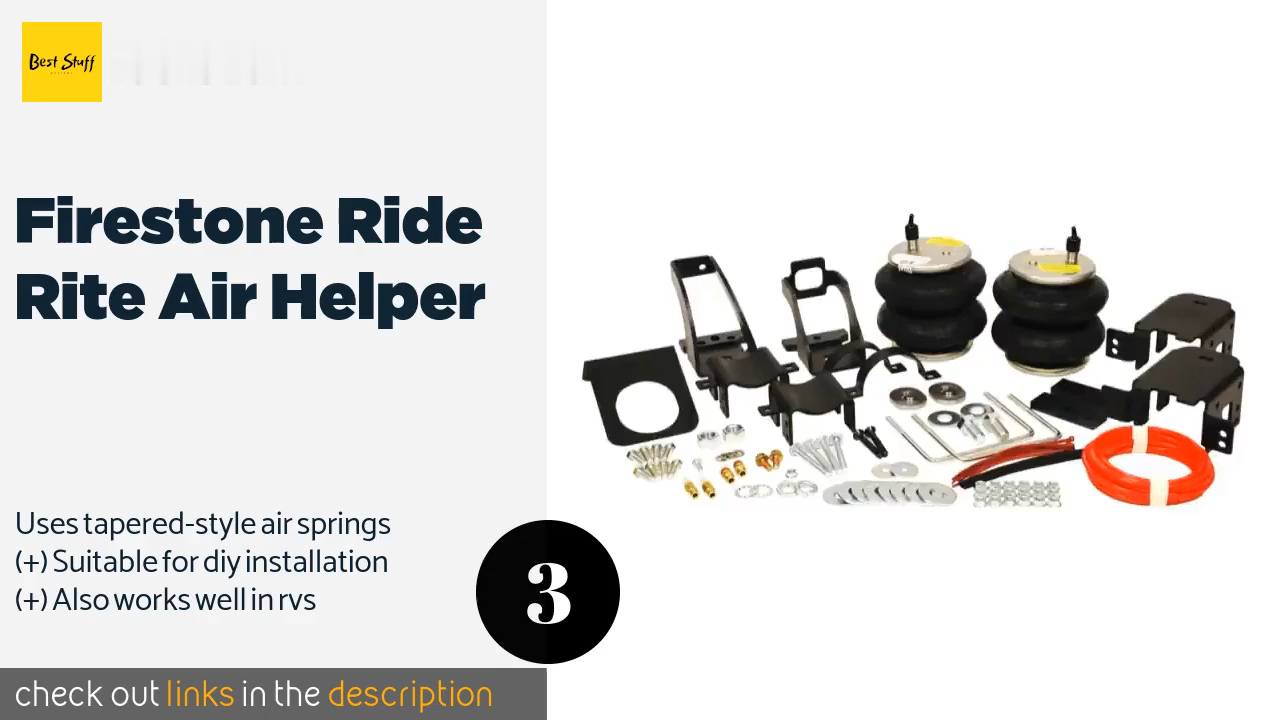 Best Stuff
Firestone Ride
Rite Air Helper
Uses tapered-style air springs
(+) Suitable for diy installation
(+) Also works well in rvs
3
check out links in the description